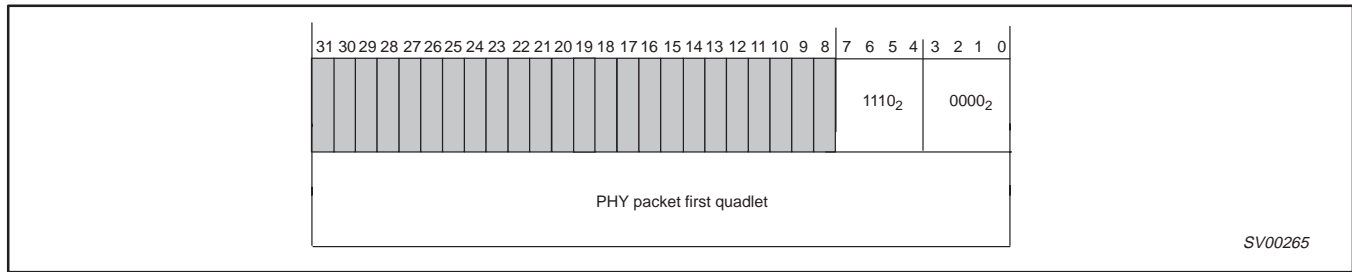 31 30 29 28 27 26 25 24 23 22 21 20 19 18 17 16 15 14 13 12 11 10 9 8 7 6 5 4 3 2 1 0
1110₂ 0000₂
PHY packet first quadlet
SV00265